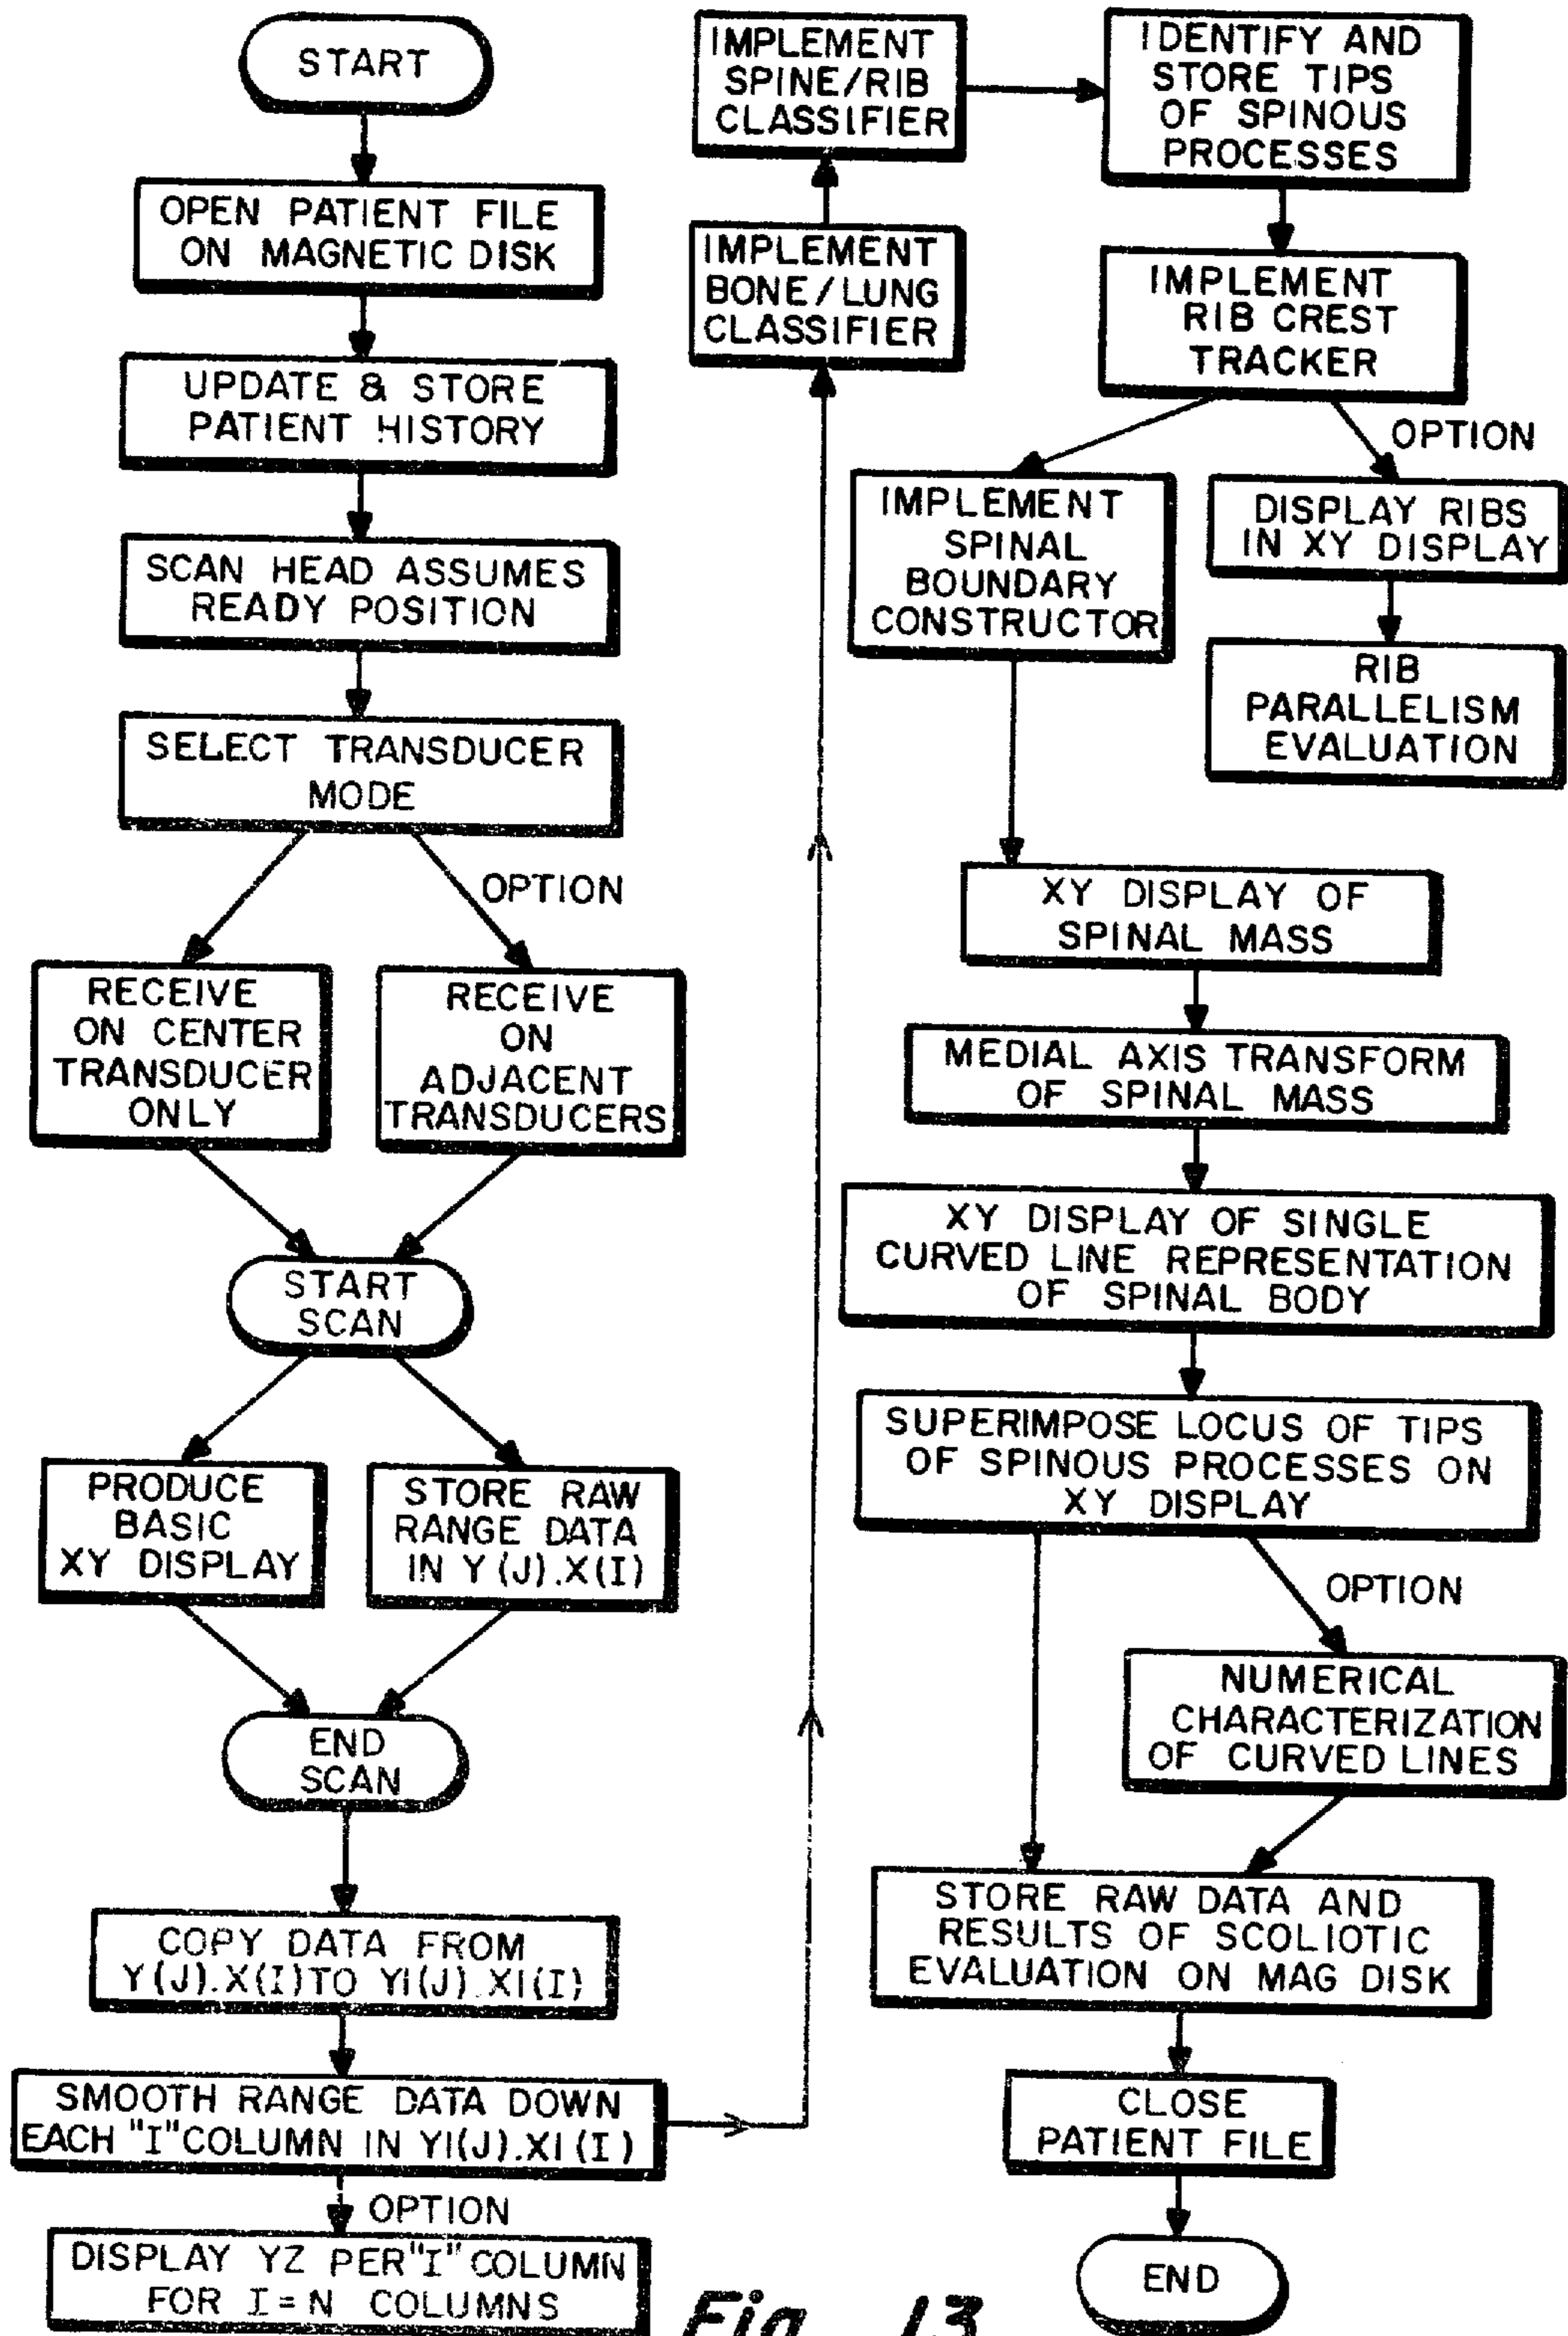 START
OPEN PATIENT FILE
ON MAGNETIC DISK
UPDATE & STORE
PATIENT HISTORY
SCAN HEAD ASSUMES
READY POSITION
SELECT TRANSDUCER
MODE
OPTION
RECEIVE
ON CENTER
TRANSDUCER
ONLY
RECEIVE
ON
ADJACENT
TRANSDUCERS
START
SCAN
PRODUCE
BASIC
XY DISPLAY
STORE RAW
RANGE DATA
IN Y(J).X(I)
END
SCAN
COPY DATA FROM
Y(J).X(I) TO Y1(J).X1(I)
SMOOTH RANGE DATA DOWN
EACH "I" COLUMN IN Y1(J).X1(I)
OPTION
DISPLAY YZ PER "I" COLUMN
FOR I=N COLUMNS
IMPLEMENT
BONE/LUNG
CLASSIFIER
IMPLEMENT
SPINE/RIB
CLASSIFIER
IDENTIFY AND
STORE TIPS
OF SPINOUS
PROCESSES
IMPLEMENT
RIB CREST
TRACKER
OPTION
IMPLEMENT
SPINAL
BOUNDARY
CONSTRUCTOR
DISPLAY RIBS
IN XY DISPLAY
RIB
PARALLELISM
EVALUATION
XY DISPLAY OF
SPINAL MASS
MEDIAL AXIS TRANSFORM
OF SPINAL MASS
XY DISPLAY OF SINGLE
CURVED LINE REPRESENTATION
OF SPINAL BODY
SUPERIMPOSE LOCUS OF TIPS
OF SPINOUS PROCESSES ON
XY DISPLAY
OPTION
NUMERICAL
CHARACTERIZATION
OF CURVED LINES
STORE RAW DATA AND
RESULTS OF SCOLIOTIC
EVALUATION ON MAG DISK
CLOSE
PATIENT FILE
END
Fig. 13